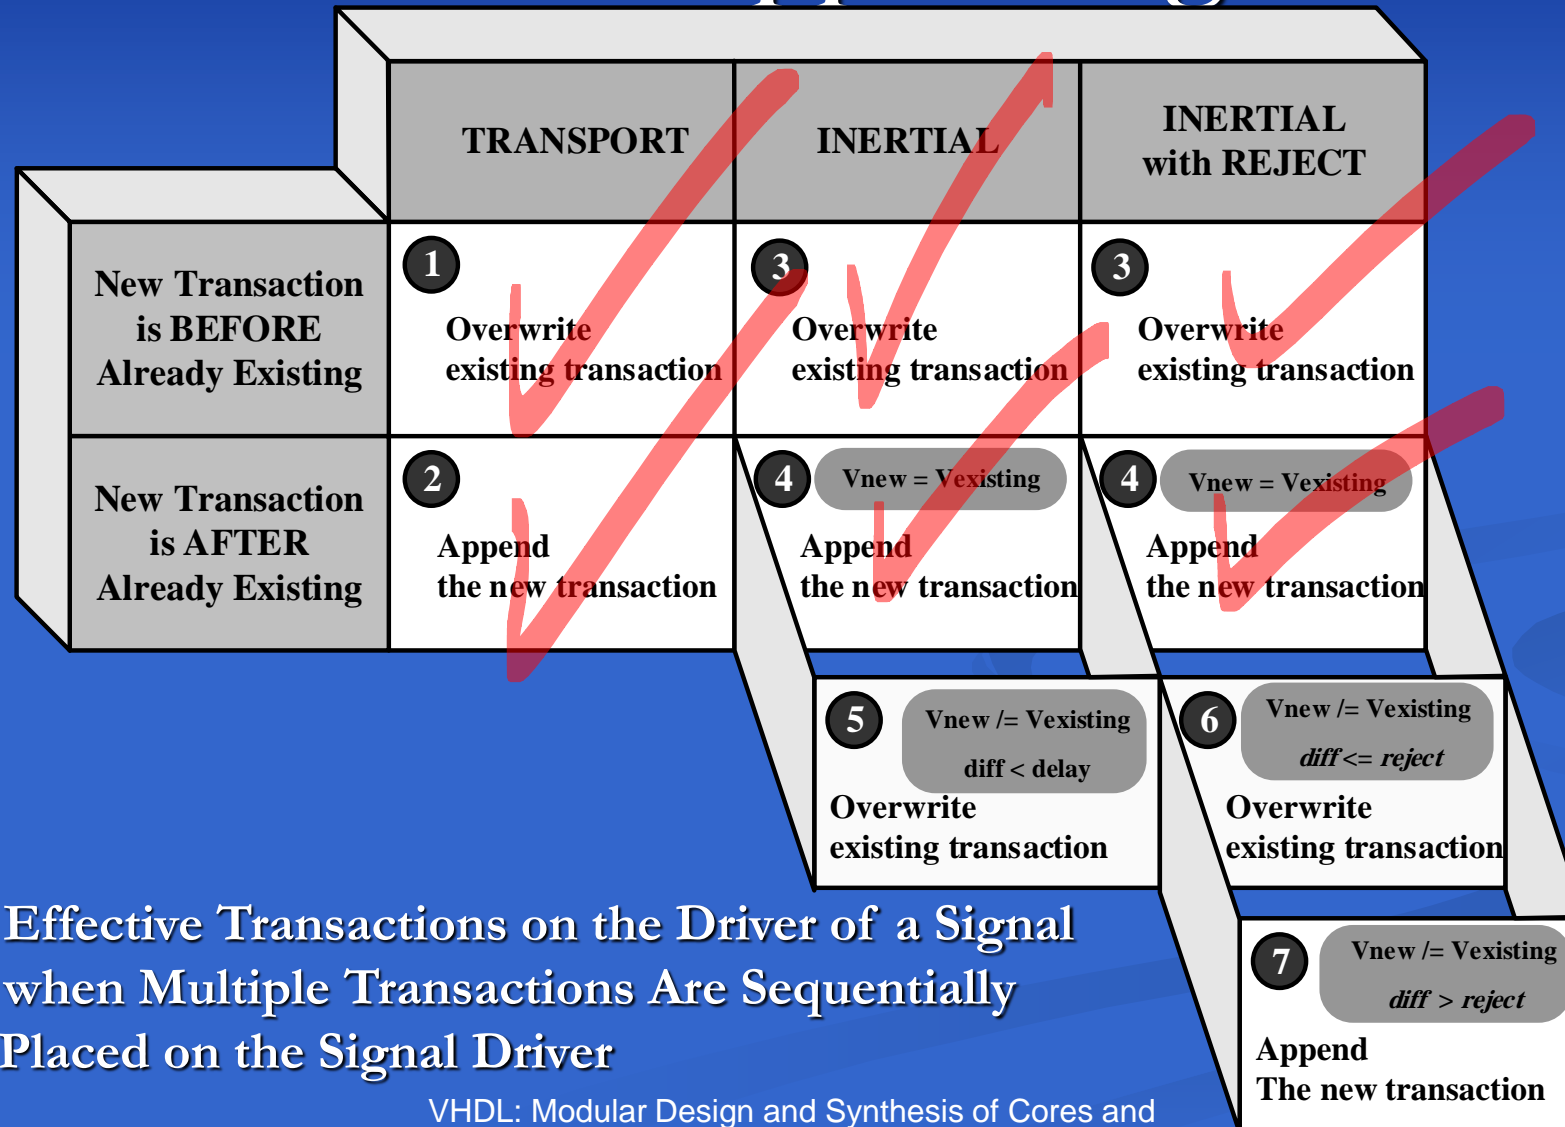 TRANSPORT
INERTIAL
INERTIAL
with REJECT
New Transaction
is BEFORE
Already Existing
1
Overwrite
existing transaction
3
Overwrite
existing transaction
3
Overwrite
existing transaction
New Transaction
is AFTER
Already Existing
2
Append
the new transaction
4
Vnew = Vexisting
Append
the new transaction
4
Vnew = Vexisting
Append
the new transaction
5
Vnew /= Vexisting
diff < delay
Overwrite
existing transaction
6
Vnew /= Vexisting
diff <= reject
Overwrite
existing transaction
7
Vnew /= Vexisting
diff > reject
Append
The new transaction
Effective Transactions on the Driver of a Signal
when Multiple Transactions Are Sequentially
Placed on the Signal Driver
VHDL: Modular Design and Synthesis of Cores and